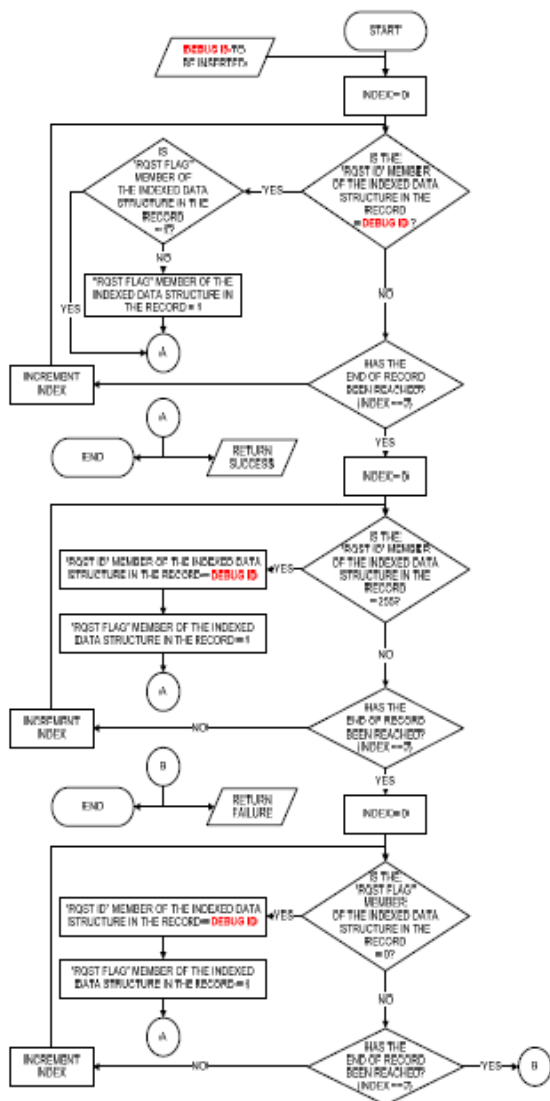 START
DEBUG ID TO
BE INSERTED
INDEX= 0
IS
"RQST FLAG"
MEMBER OF
THE INDEXED DATA
STRUCTURE IN THE
RECORD
= 1?
YES
IS THE
"RQST ID" MEMBER
OF THE INDEXED DATA
STRUCTURE IN THE
RECORD
= DEBUG ID ?
NO
"RQST FLAG" MEMBER OF THE
INDEXED DATA STRUCTURE IN
THE RECORD = 1
YES
NO
A
INCREMENT
INDEX
HAS THE
END OF RECORD
BEEN REACHED?
(INDEX ==7)
A
YES
END
RETURN
SUCCESS
INDEX= 0
"RQST ID" MEMBER OF THE INDEXED DATA
STRUCTURE IN THE RECORD= DEBUG ID
YES
IS THE
"RQST ID" MEMBER
OF THE INDEXED DATA
STRUCTURE IN THE
RECORD
= 255?
"RQST FLAG" MEMBER OF THE INDEXED
DATA STRUCTURE IN THE RECORD = 1
NO
A
INCREMENT
INDEX
NO
HAS THE
END OF RECORD
BEEN REACHED?
(INDEX ==7)
B
YES
END
RETURN
FAILURE
INDEX= 0
"RQST ID" MEMBER OF THE INDEXED DATA
STRUCTURE IN THE RECORD= DEBUG ID
YES
IS THE
"RQST FLAG"
MEMBER
OF THE INDEXED DATA
STRUCTURE IN THE
RECORD
= 0?
"RQST FLAG" MEMBER OF THE INDEXED
DATA STRUCTURE IN THE RECORD = 1
NO
A
INCREMENT
INDEX
NO
HAS THE
END OF RECORD
BEEN REACHED?
(INDEX ==7)
YES
B